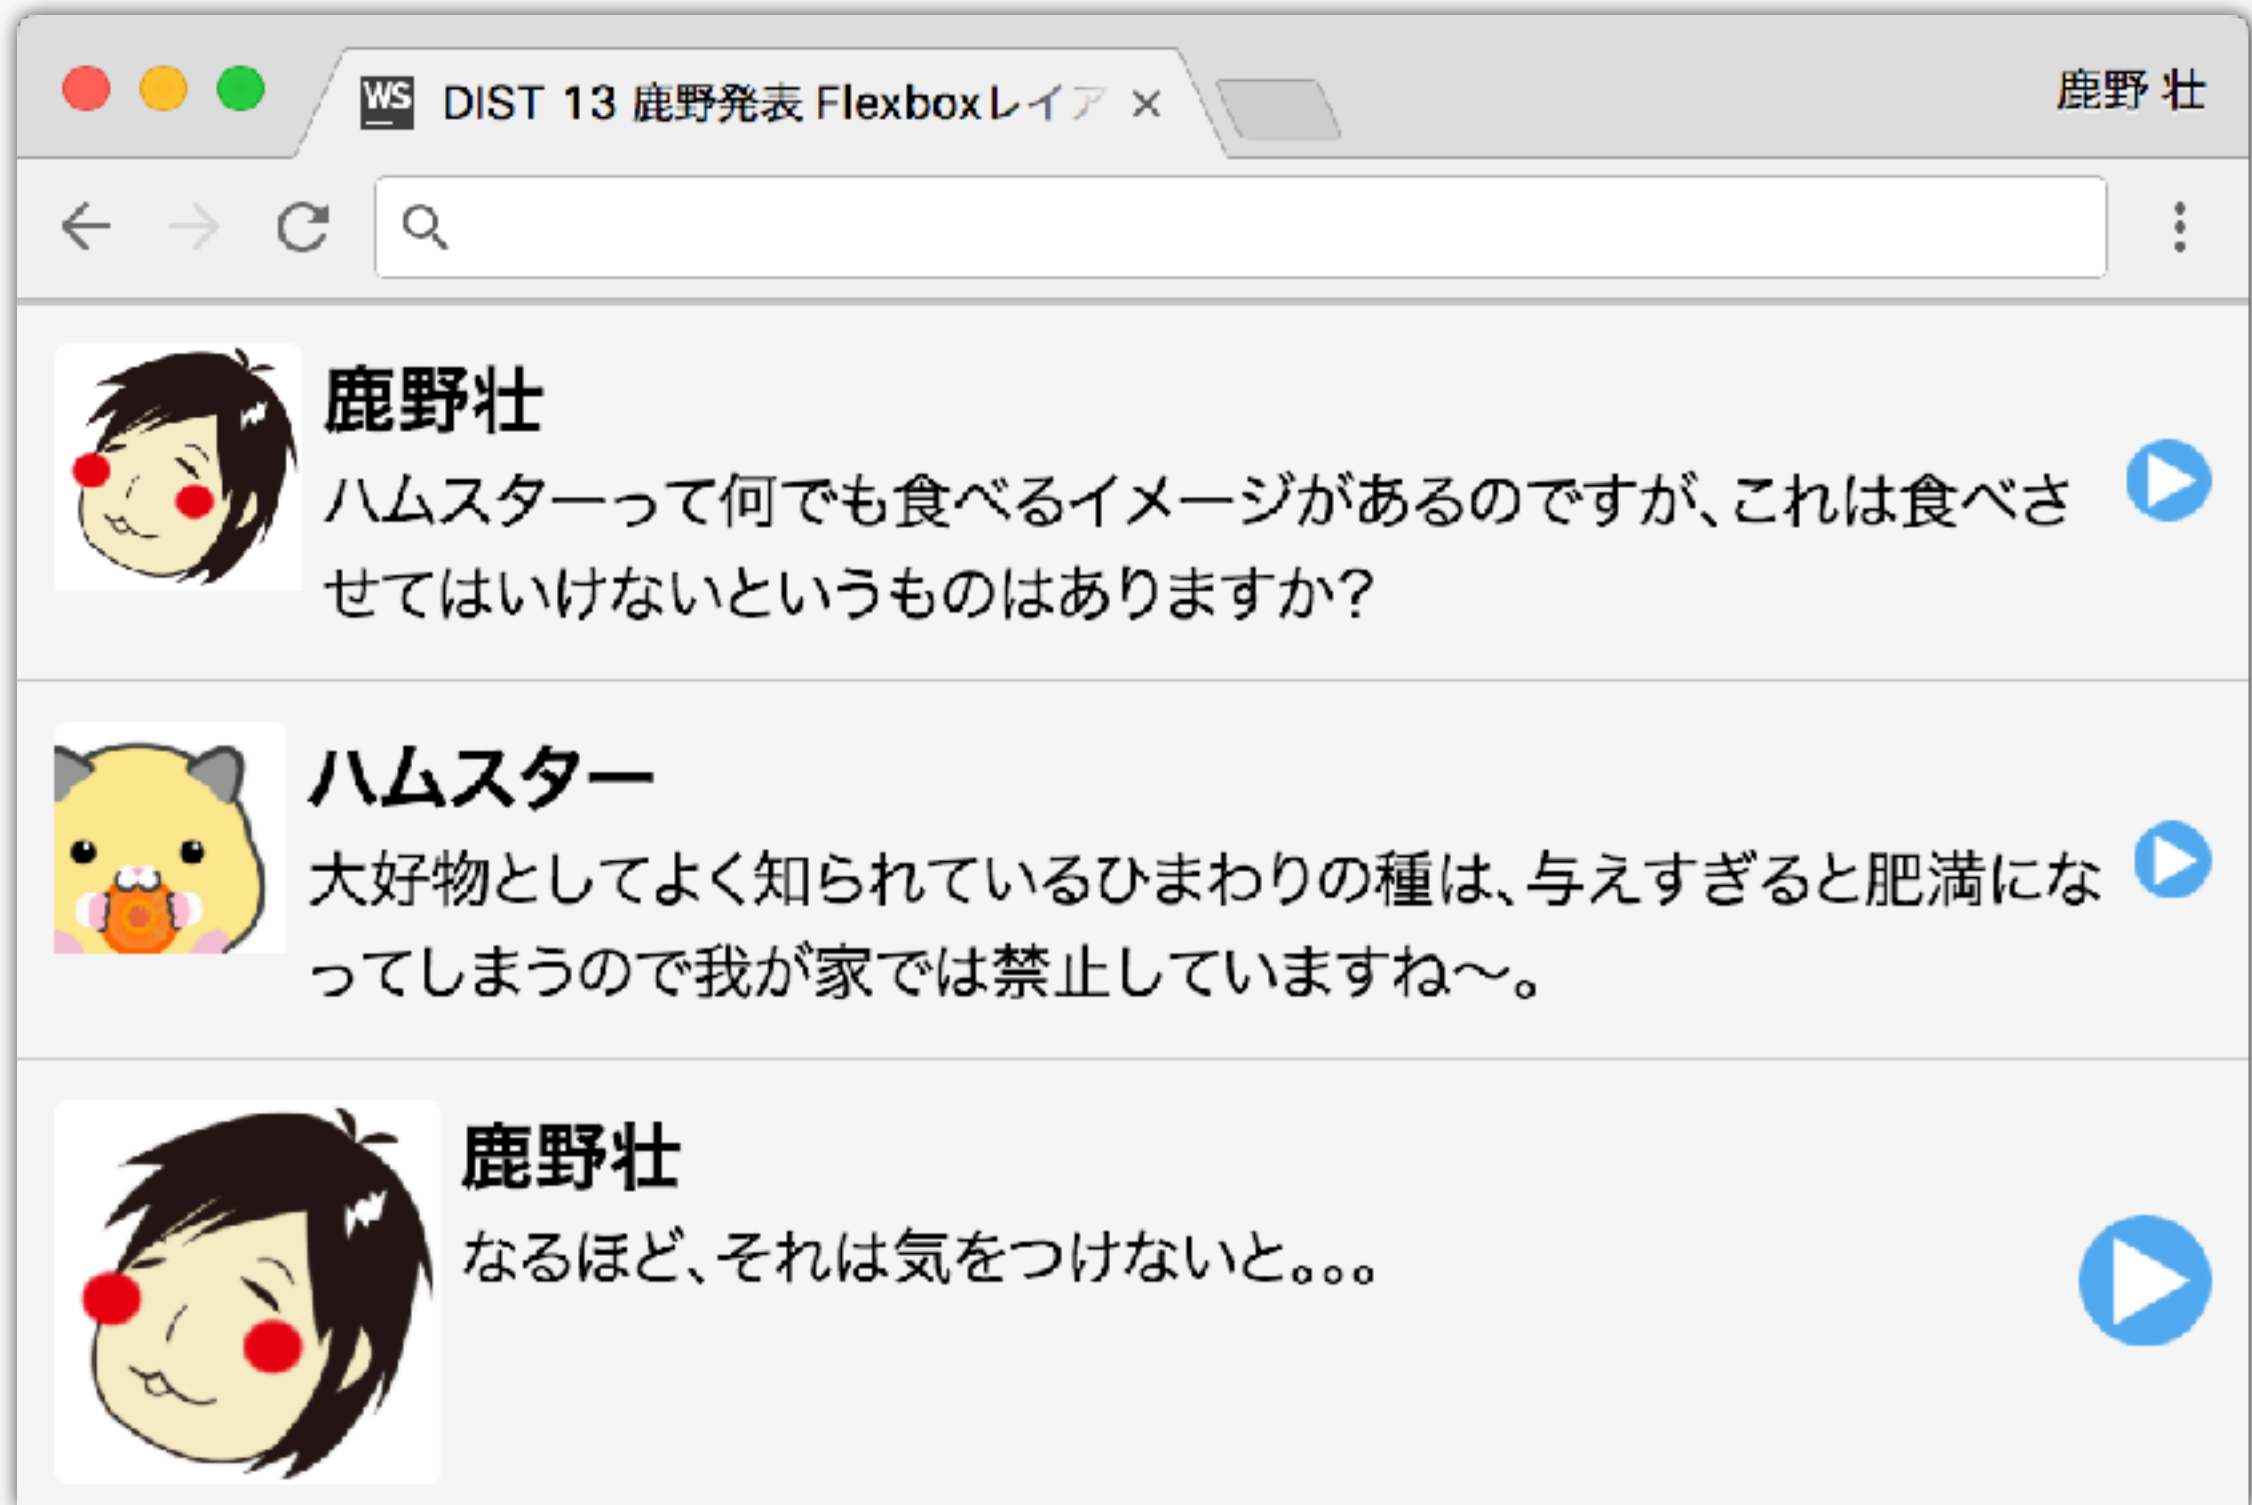 WS DIST 13 鹿野発表 Flexboxレイア
鹿野 壮
鹿野壮
ハムスターって何でも食べるイメージがあるのですが、これは食べさ
せてはいけないというものはありますか？
ハムスター
大好物としてよく知られているひまわりの種は、与えすぎると肥満にな
ってしまうので我が家では禁止していますね〜。
鹿野壮
なるほど、それは気をつけないと。。。